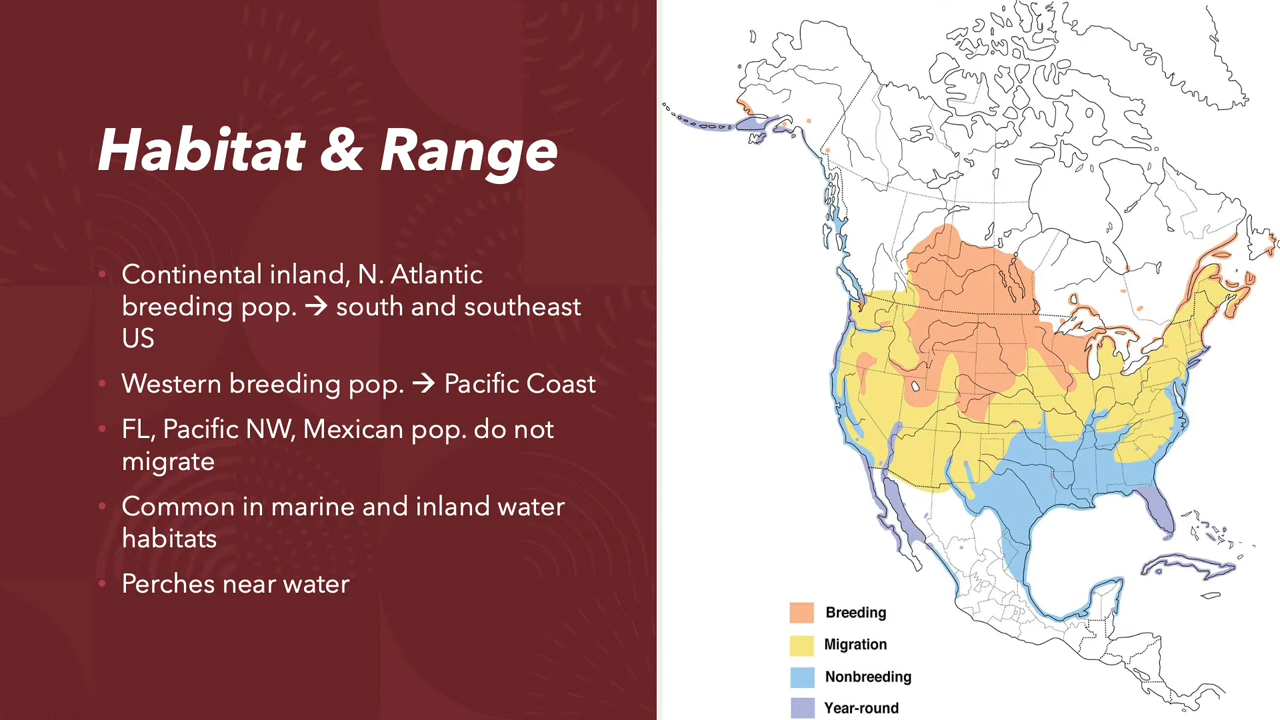 Habitat & Range
• Continental inland, N. Atlantic
breeding pop. → south and southeast
US
• Western breeding pop. → Pacific Coast
• FL, Pacific NW, Mexican pop. do not
migrate
• Common in marine and inland water
habitats
• Perches near water
Breeding
Migration
Nonbreeding
Year-round